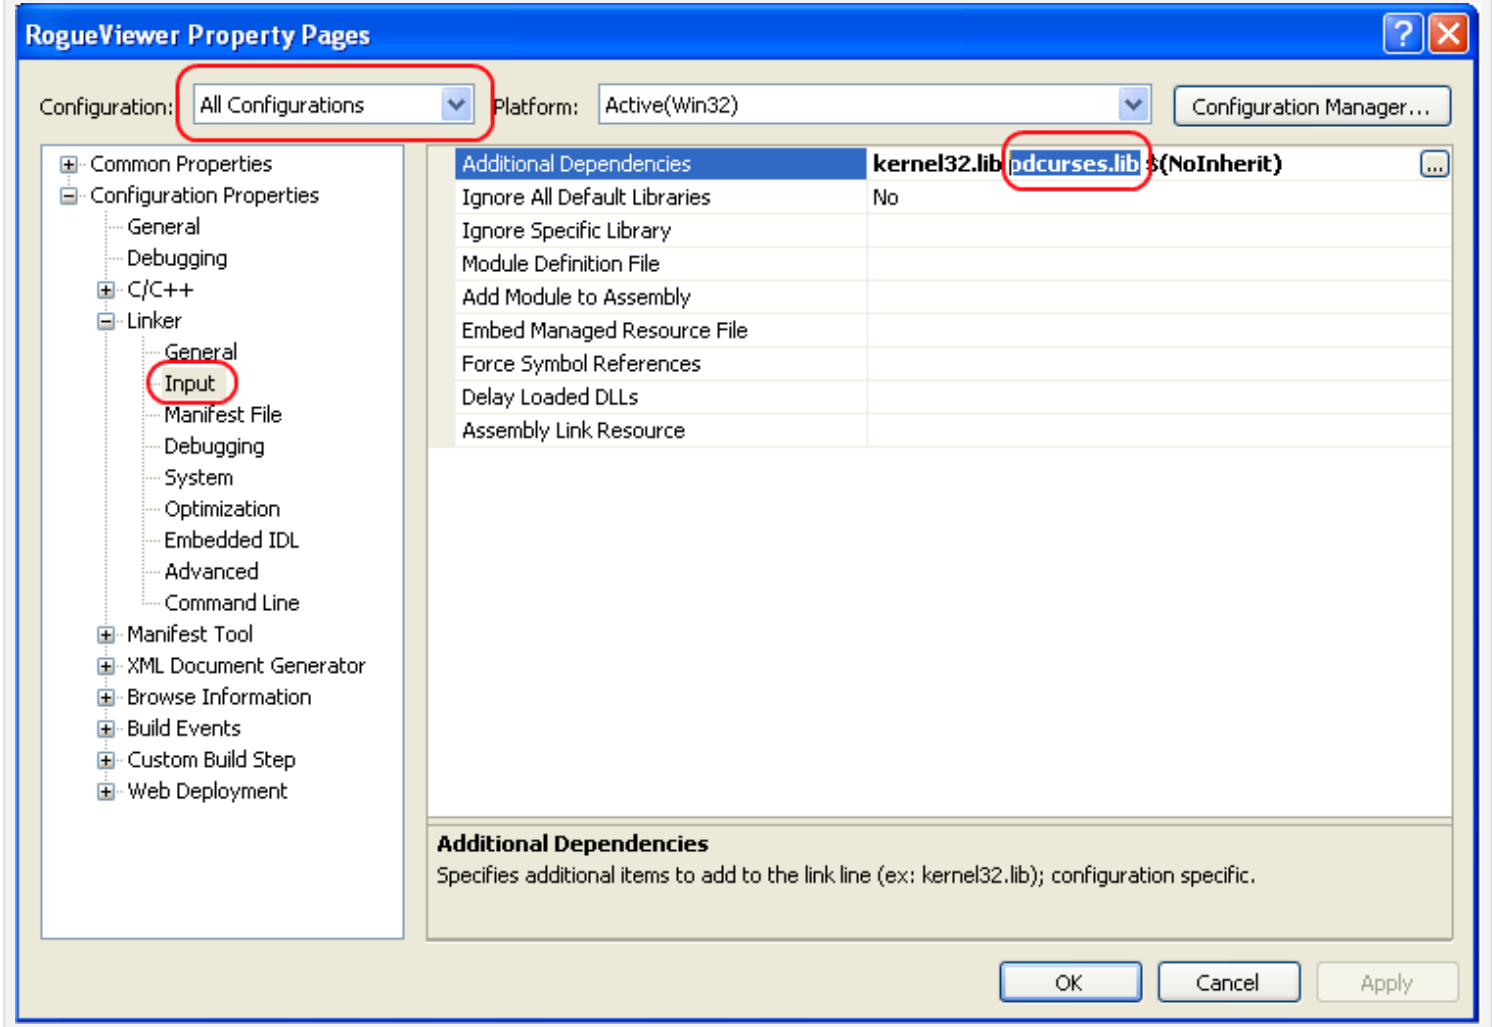 RogueViewer Property Pages
Configuration: All Configurations Platform: Active(Win32) Configuration Manager...
Common Properties
Configuration Properties
General
Debugging
C/C++
Linker
General
Input
Manifest File
Debugging
System
Optimization
Embedded IDL
Advanced
Command Line
Manifest Tool
XML Document Generator
Browse Information
Build Events
Custom Build Step
Web Deployment
Additional Dependencies kernel32.lib pdcurses.lib $(NoInherit) ...
Ignore All Default Libraries No
Ignore Specific Library
Module Definition File
Add Module to Assembly
Embed Managed Resource File
Force Symbol References
Delay Loaded DLLs
Assembly Link Resource
Additional Dependencies
Specifies additional items to add to the link line (ex: kernel32.lib); configuration specific.
OK Cancel Apply